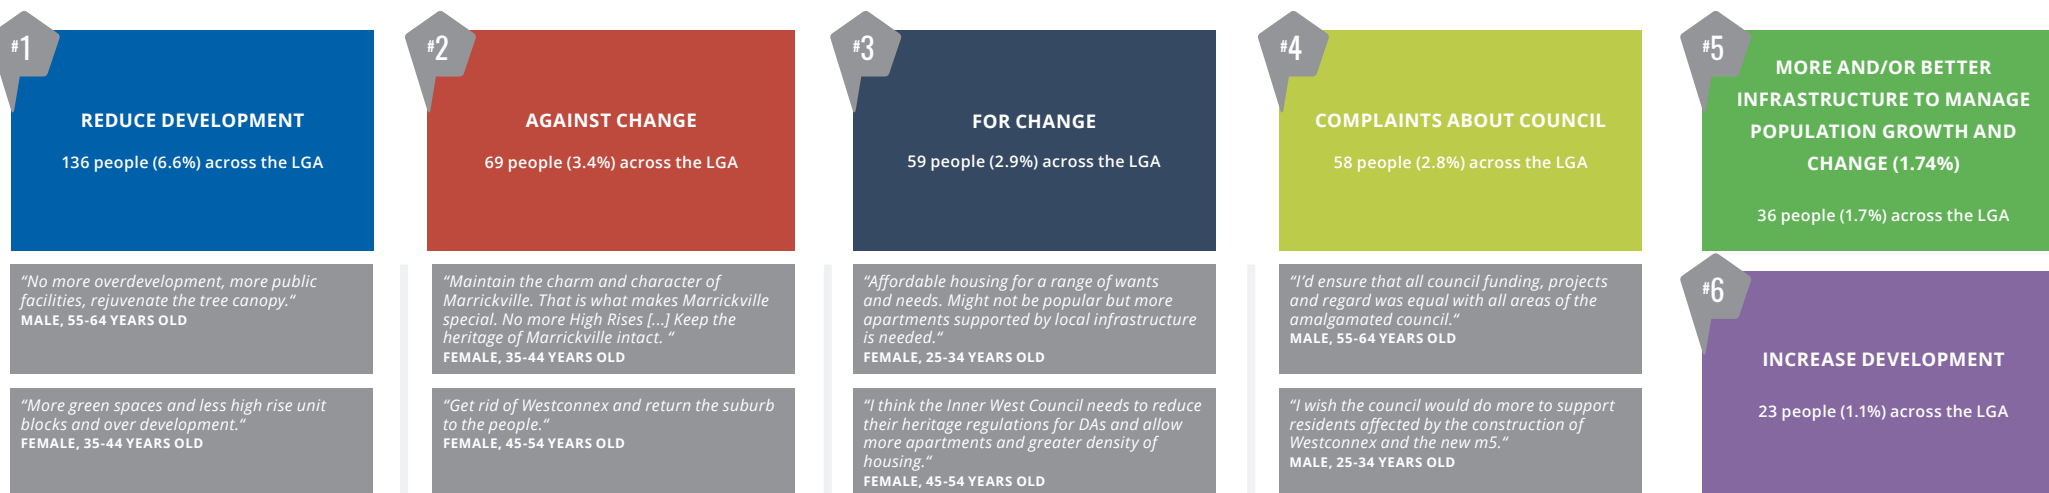 #1
REDUCE DEVELOPMENT
136 people (6.6%) across the LGA
“No more overdevelopment, more public
facilities, rejuvenate the tree canopy.“
MALE, 55-64 YEARS OLD
“More green spaces and less high rise unit
blocks and over development.“
FEMALE, 35-44 YEARS OLD
#2
AGAINST CHANGE
69 people (3.4%) across the LGA
“Maintain the charm and character of
Marrickville. That is what makes Marrickville
special. No more High Rises [...] Keep the
heritage of Marrickville intact. “
FEMALE, 35-44 YEARS OLD
“Get rid of Westconnex and return the suburb
to the people.“
FEMALE, 45-54 YEARS OLD
#3
FOR CHANGE
59 people (2.9%) across the LGA
“Affordable housing for a range of wants
and needs. Might not be popular but more
apartments supported by local infrastructure
is needed.“
FEMALE, 25-34 YEARS OLD
“I think the Inner West Council needs to reduce
their heritage regulations for DAs and allow
more apartments and greater density of
housing.“
FEMALE, 45-54 YEARS OLD
#4
COMPLAINTS ABOUT COUNCIL
58 people (2.8%) across the LGA
“I’d ensure that all council funding, projects
and regard was equal with all areas of the
amalgamated council.“
MALE, 55-64 YEARS OLD
“I wish the council would do more to support
residents affected by the construction of
Westconnex and the new m5.“
MALE, 25-34 YEARS OLD
#5
MORE AND/OR BETTER
INFRASTRUCTURE TO MANAGE
POPULATION GROWTH AND
CHANGE (1.74%)
36 people (1.7%) across the LGA
#6
INCREASE DEVELOPMENT
23 people (1.1%) across the LGA